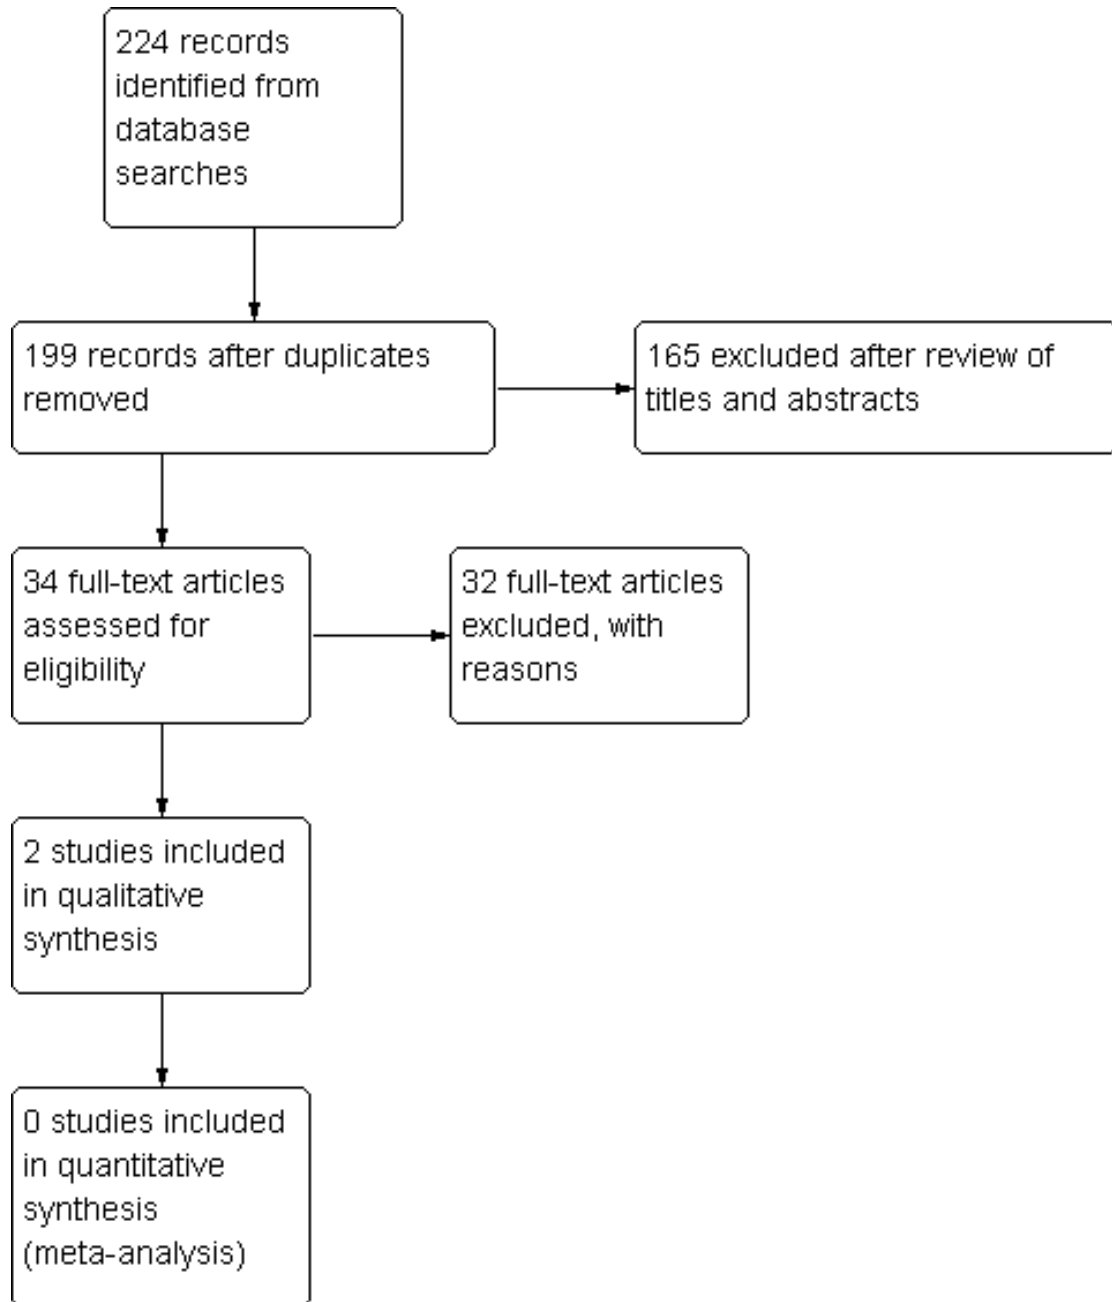 224 records
identified from
database
searches
199 records after duplicates
removed
165 excluded after review of
titles and abstracts
34 full-text articles
assessed for
eligibility
32 full-text articles
excluded, with
reasons
2 studies included
in qualitative
synthesis
0 studies included
in quantitative
synthesis
(meta-analysis)